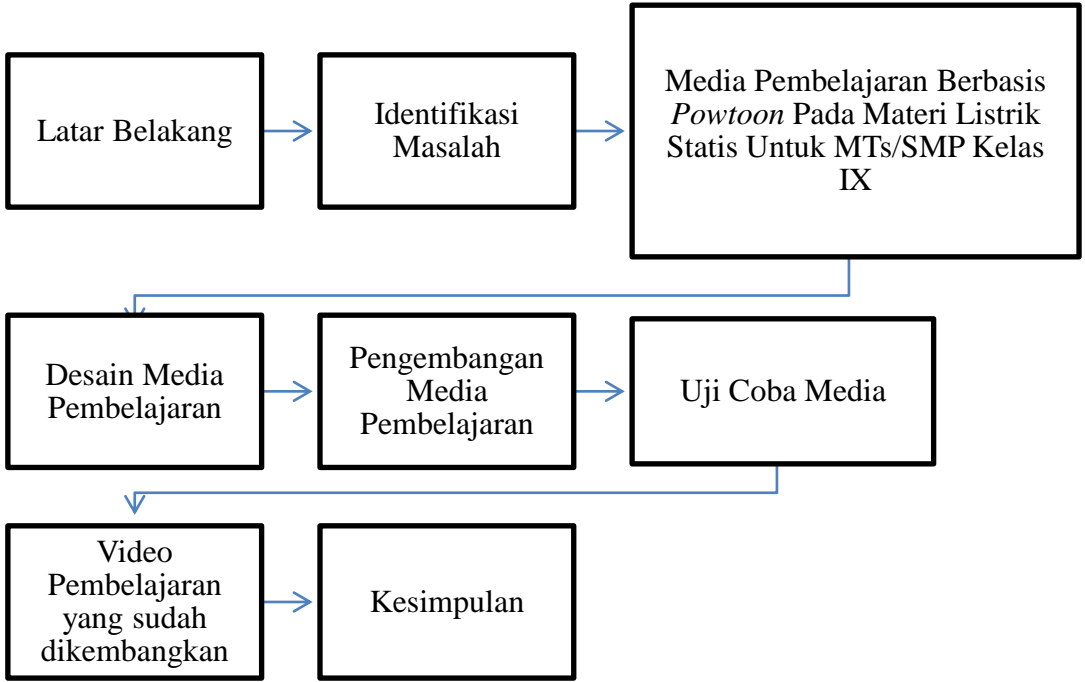 Latar Belakang
Identifikasi
Masalah
Media Pembelajaran Berbasis
Powtoon Pada Materi Listrik
Statis Untuk MTs/SMP Kelas
IX
Desain Media
Pembelajaran
Pengembangan
Media
Pembelajaran
Uji Coba Media
Video
Pembelajaran
yang sudah
dikembangkan
Kesimpulan